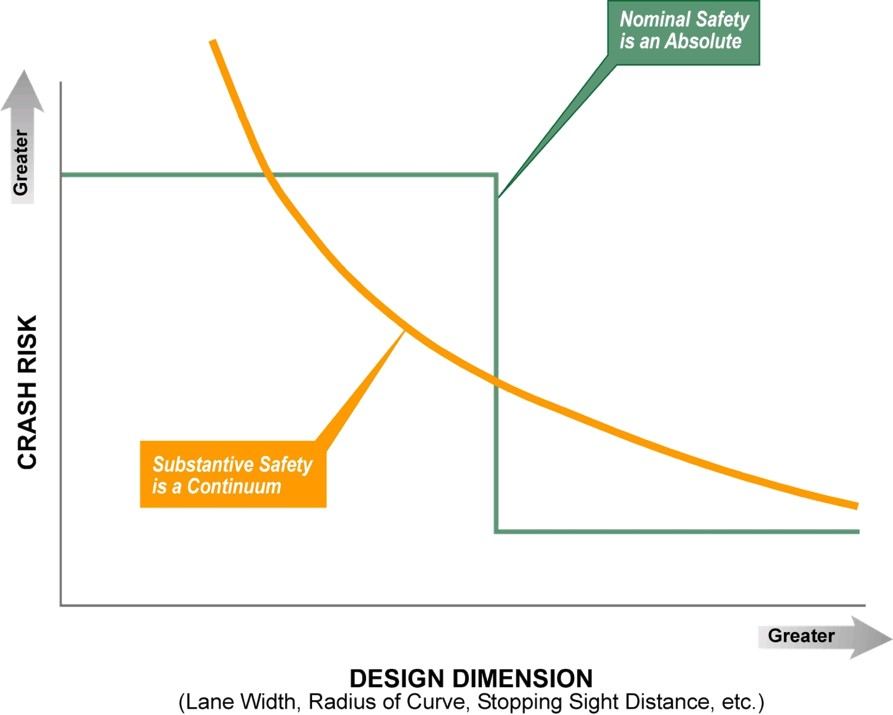 Nominal Safety
is an Absolute
Greater
CRASH RISK
Substantive Safety
is a Continuum
Greater
DESIGN DIMENSION
(Lane Width, Radius of Curve, Stopping Sight Distance, etc.)